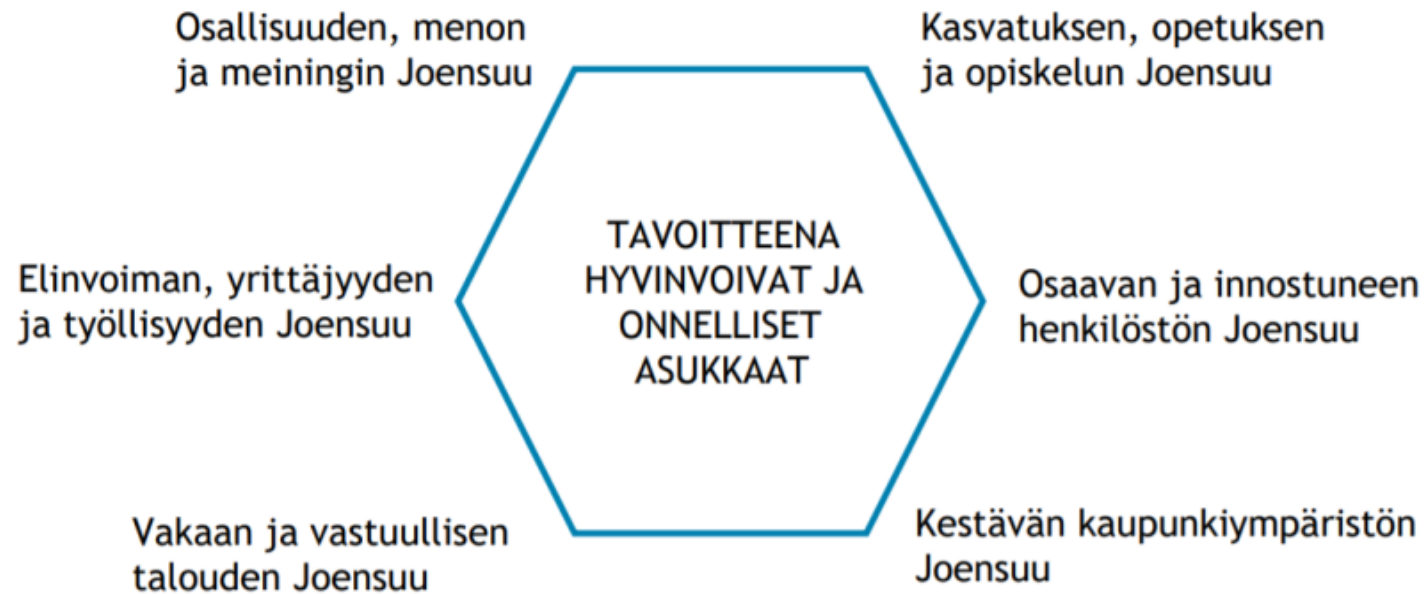 Osallisuuden, menon
ja meiningin Joensuu
Kasvatuksen, opetuksen
ja opiskelun Joensuu
TAVOITTEENA
HYVINVOIVAT JA
ONNELLISET
ASUKKAAT
Elinvoiman, yrittäjyyden
ja työllisyyden Joensuu
Osaavan ja innostuneen
henkilöstön Joensuu
Vakaan ja vastuullisen
talouden Joensuu
Kestävän kaupunkiympäristön
Joensuu